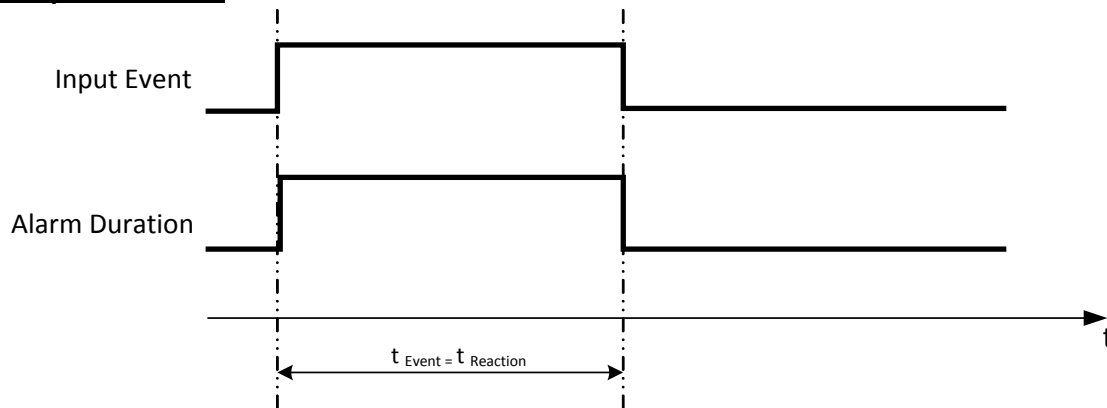 Input Event
Alarm Duration
t
t Event = t Reaction